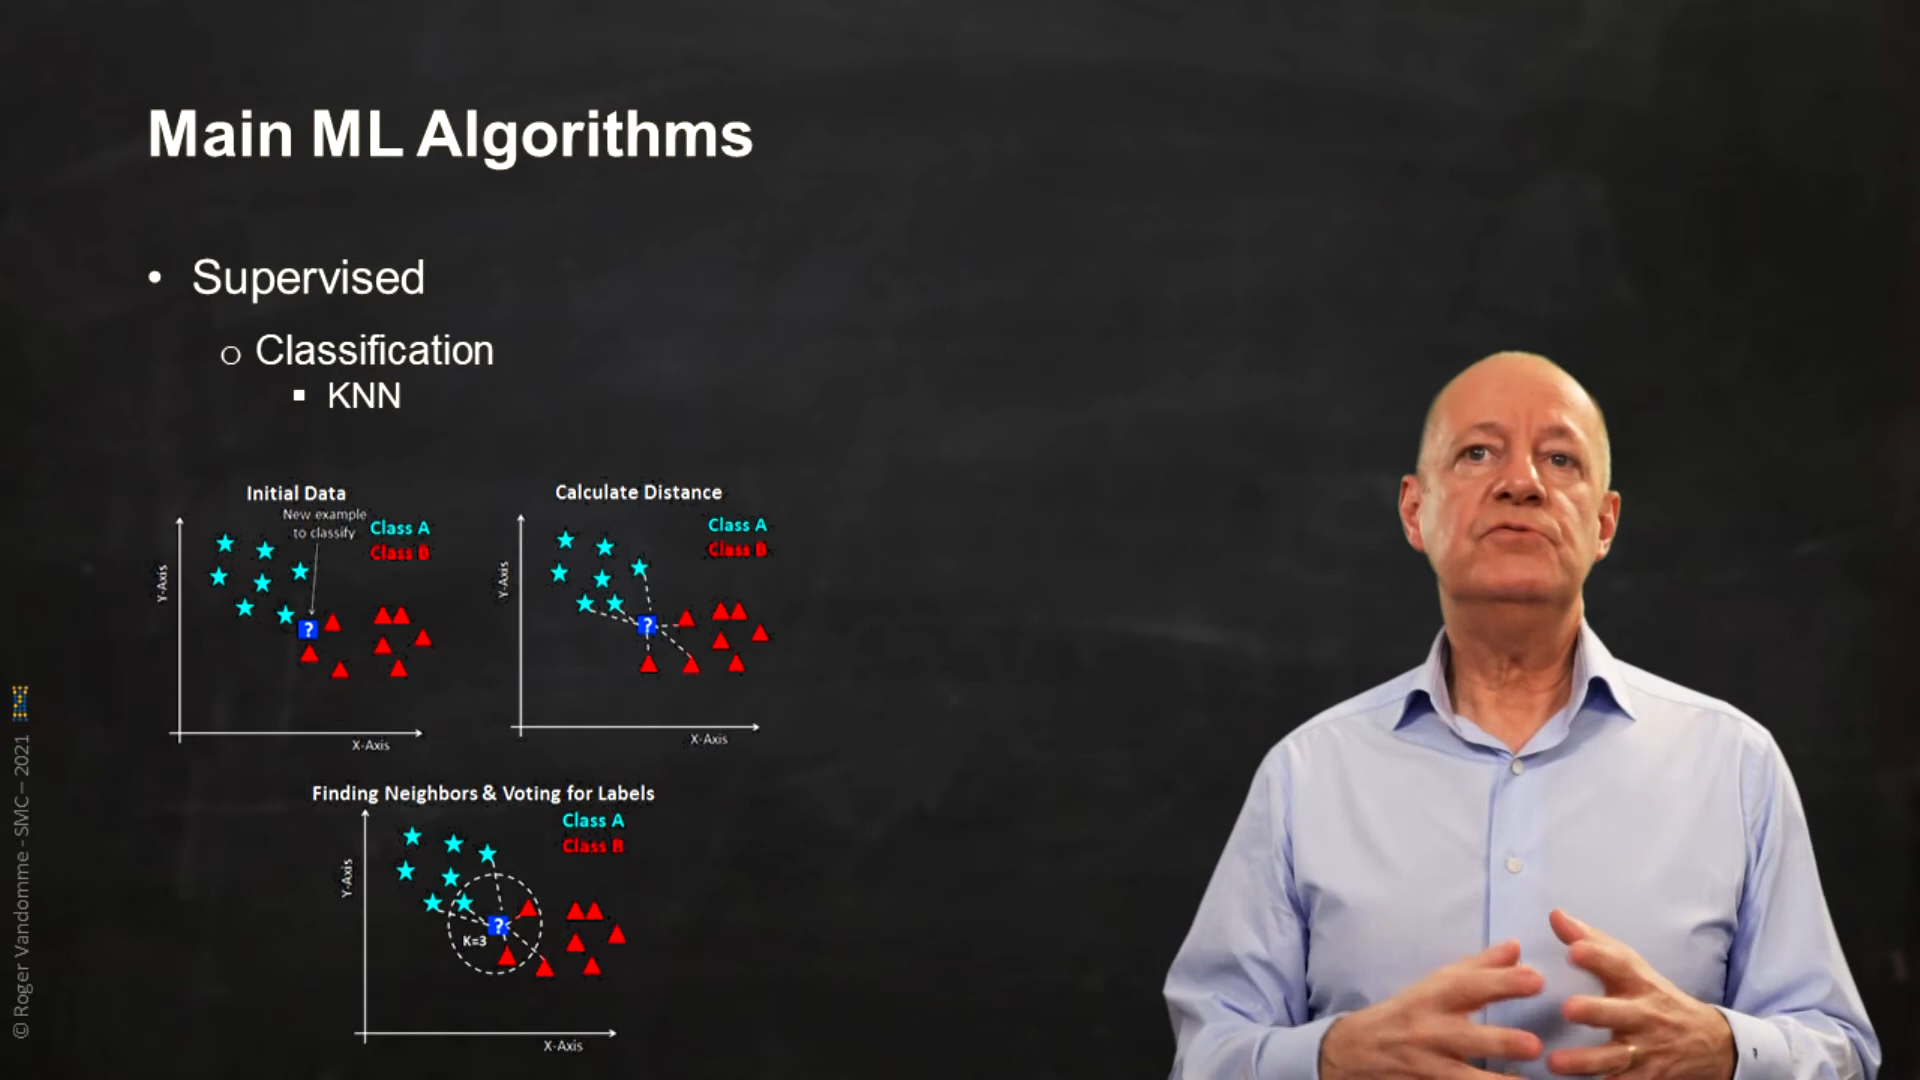 Main ML Algorithms
• Supervised
o Classification
▪ KNN
Initial Data
New example
to classify
Class A
Class B
Y-Axis
?
X-Axis
Calculate Distance
Class A
Class B
Y-Axis
?
X-Axis
Finding Neighbors & Voting for Labels
Class A
Class B
Y-Axis
?
K=3
X-Axis
© Roger Vandomme - SMC – 2021